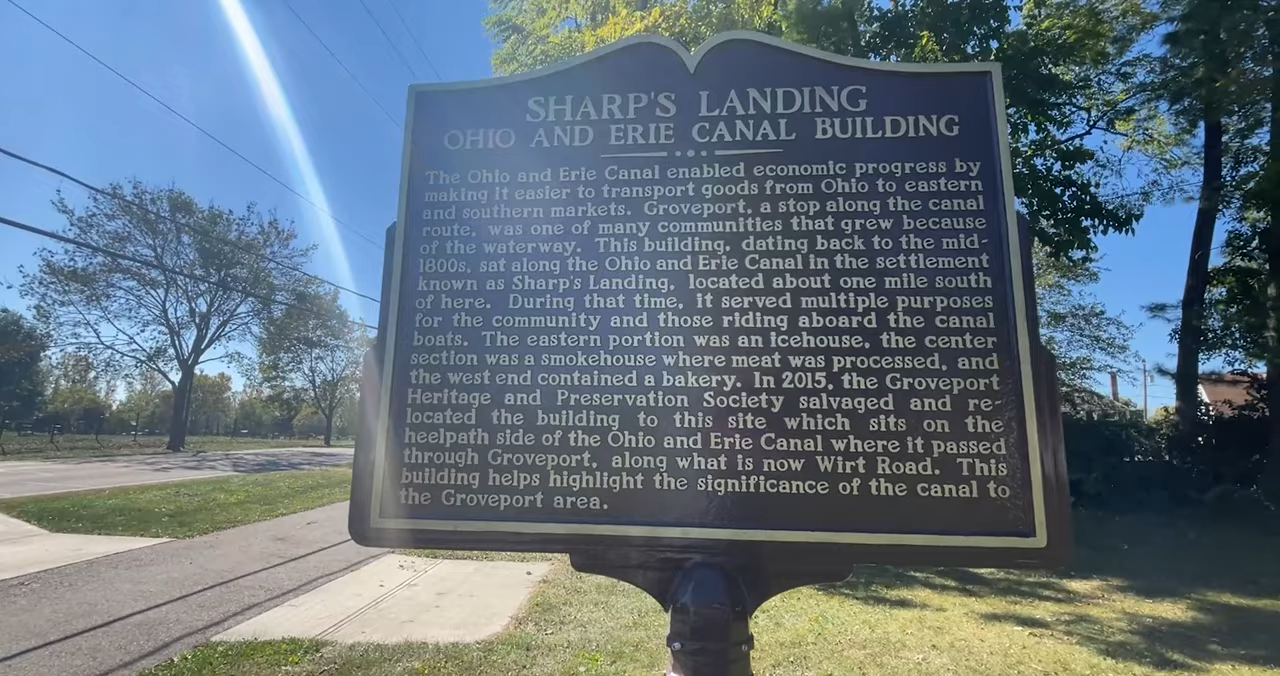 SHARP'S LANDING
OHIO AND ERIE CANAL BUILDING
The Ohio and Erie Canal enabled economic progress by
making it easier to transport goods from Ohio to eastern
and southern markets. Groveport, a stop along the canal
route, was one of many communities that grew because
of the waterway. This building, dating back to the mid-
1800s, sat along the Ohio and Erie Canal in the settlement
known as Sharp's Landing, located about one mile south
of here. During that time, it served multiple purposes
for the community and those riding aboard the canal
boats. The eastern portion was an icehouse, the center
section was a smokehouse where meat was processed, and
the west end contained a bakery. In 2015, the Groveport
Heritage and Preservation Society salvaged and re-
located the building to this site which sits on the
heelpath side of the Ohio and Erie Canal where it passed
through Groveport, along what is now Wirt Road. This
building helps highlight the significance of the canal to
the Groveport area.